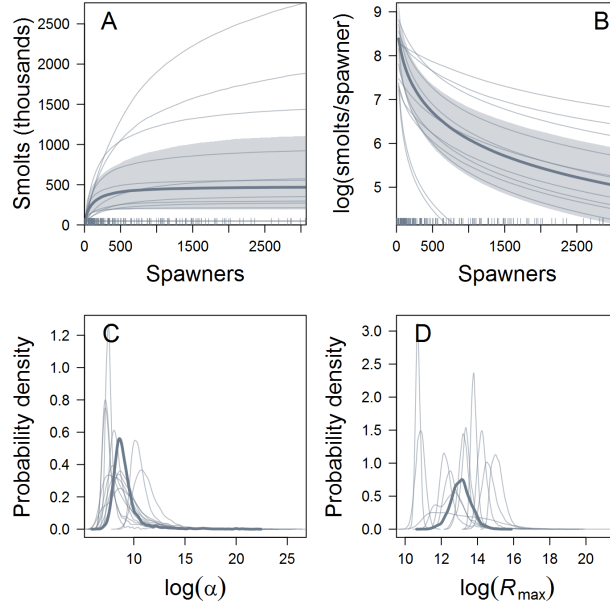 A
Smolts (thousands)
2500
2000
1500
1000
500
0
0 500 1500 2500
Spawners
B
log(smolts/spawner)
9
8
7
6
5
0 500 1500 2500
Spawners
C
Probability density
1.2
1.0
0.8
0.6
0.4
0.2
0.0
10 15 20 25
log(α)
D
Probability density
3.0
2.5
2.0
1.5
1.0
0.5
0.0
10 12 14 16 18 20
log(Rmax)